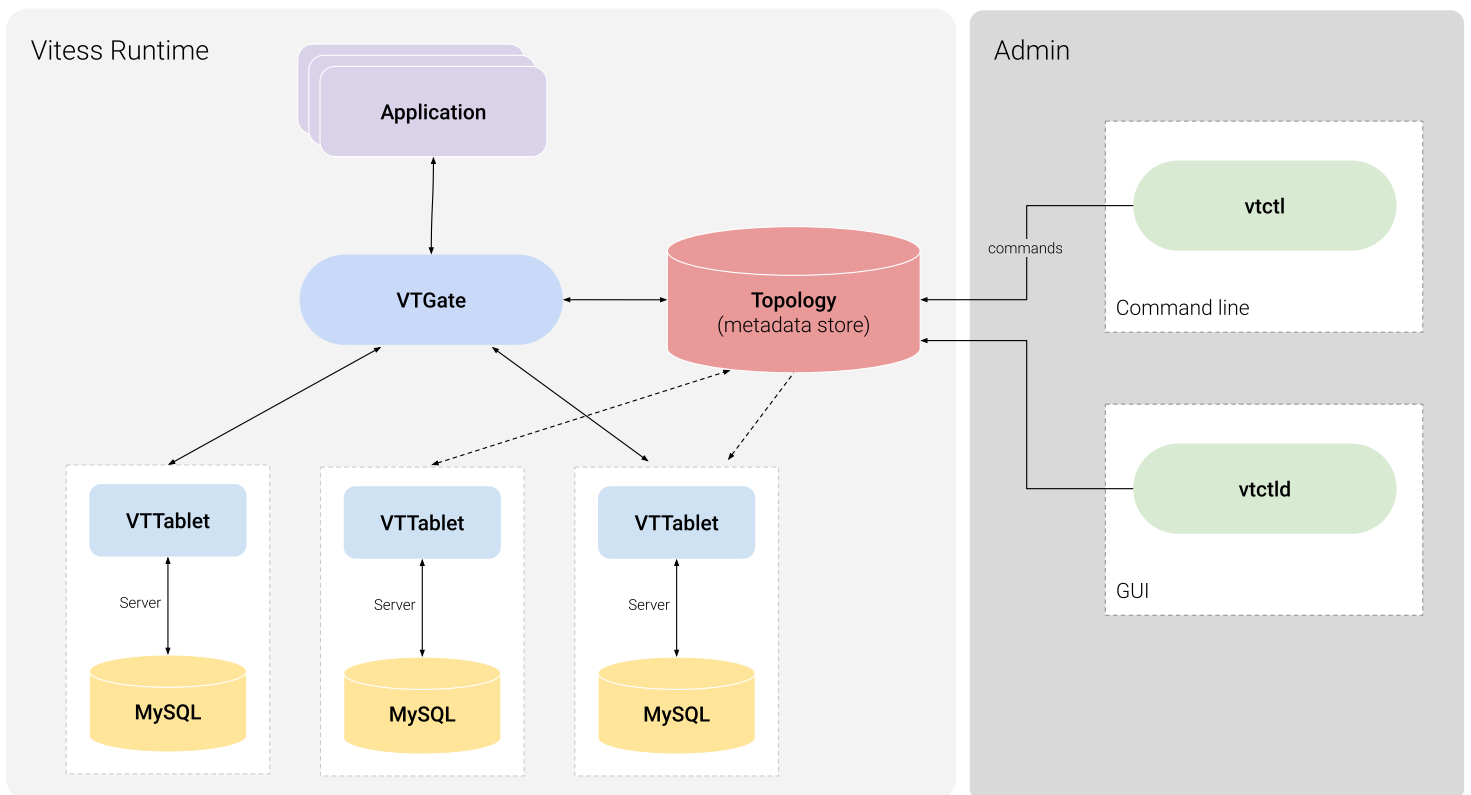 Vitess Runtime
Admin
Application
vtctl
commands
VTGate
Topology
(metadata store)
Command line
vtctld
GUI
VTTablet
VTTablet
VTTablet
Server
Server
Server
MySQL
MySQL
MySQL